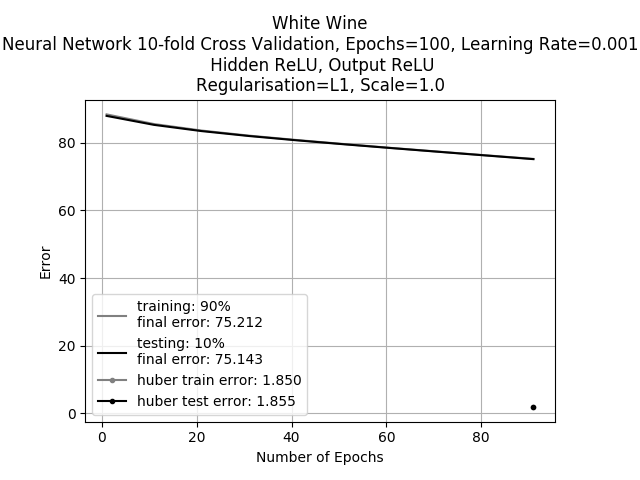 White Wine
Neural Network 10-fold Cross Validation, Epochs=100, Learning Rate=0.001
Hidden ReLU, Output ReLU
Regularisation=L1, Scale=1.0
80
60
40
20
0
Error
training: 90%
final error: 75.212
testing: 10%
final error: 75.143
huber train error: 1.850
huber test error: 1.855
0 20 40 60 80
Number of Epochs